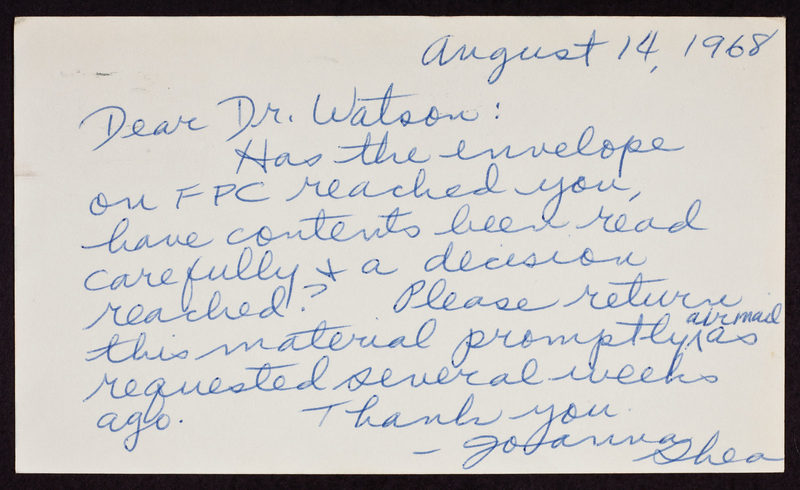 August 14, 1968
Dear Dr. Watson:
Has the envelope
on FPC reached you,
have contents been read
carefully & a decision
reached? Please return
this material promptly, airmail as
requested several weeks
ago. Thank you.
- Joanna Shea